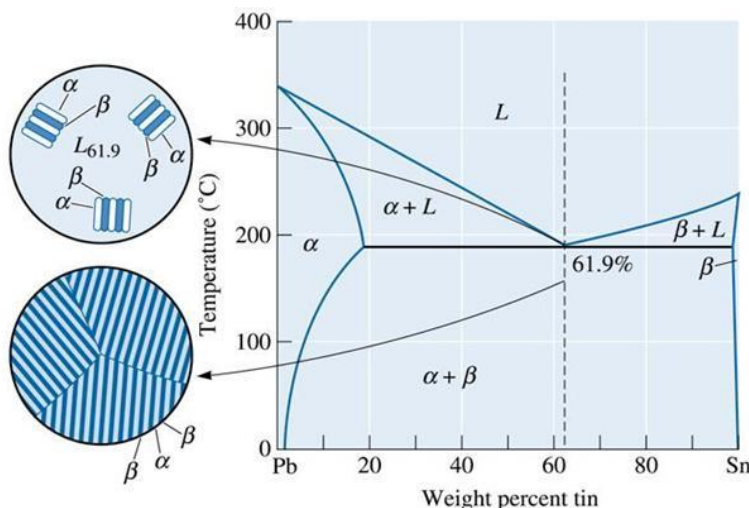 400
300
200
100
0
Temperature (°C)
L
α + L
α
β + L
β
61.9%
α + β
Pb
20
40
60
80
Sn
Weight percent tin
α
β
L61.9
β
α
β
α
β
α
β